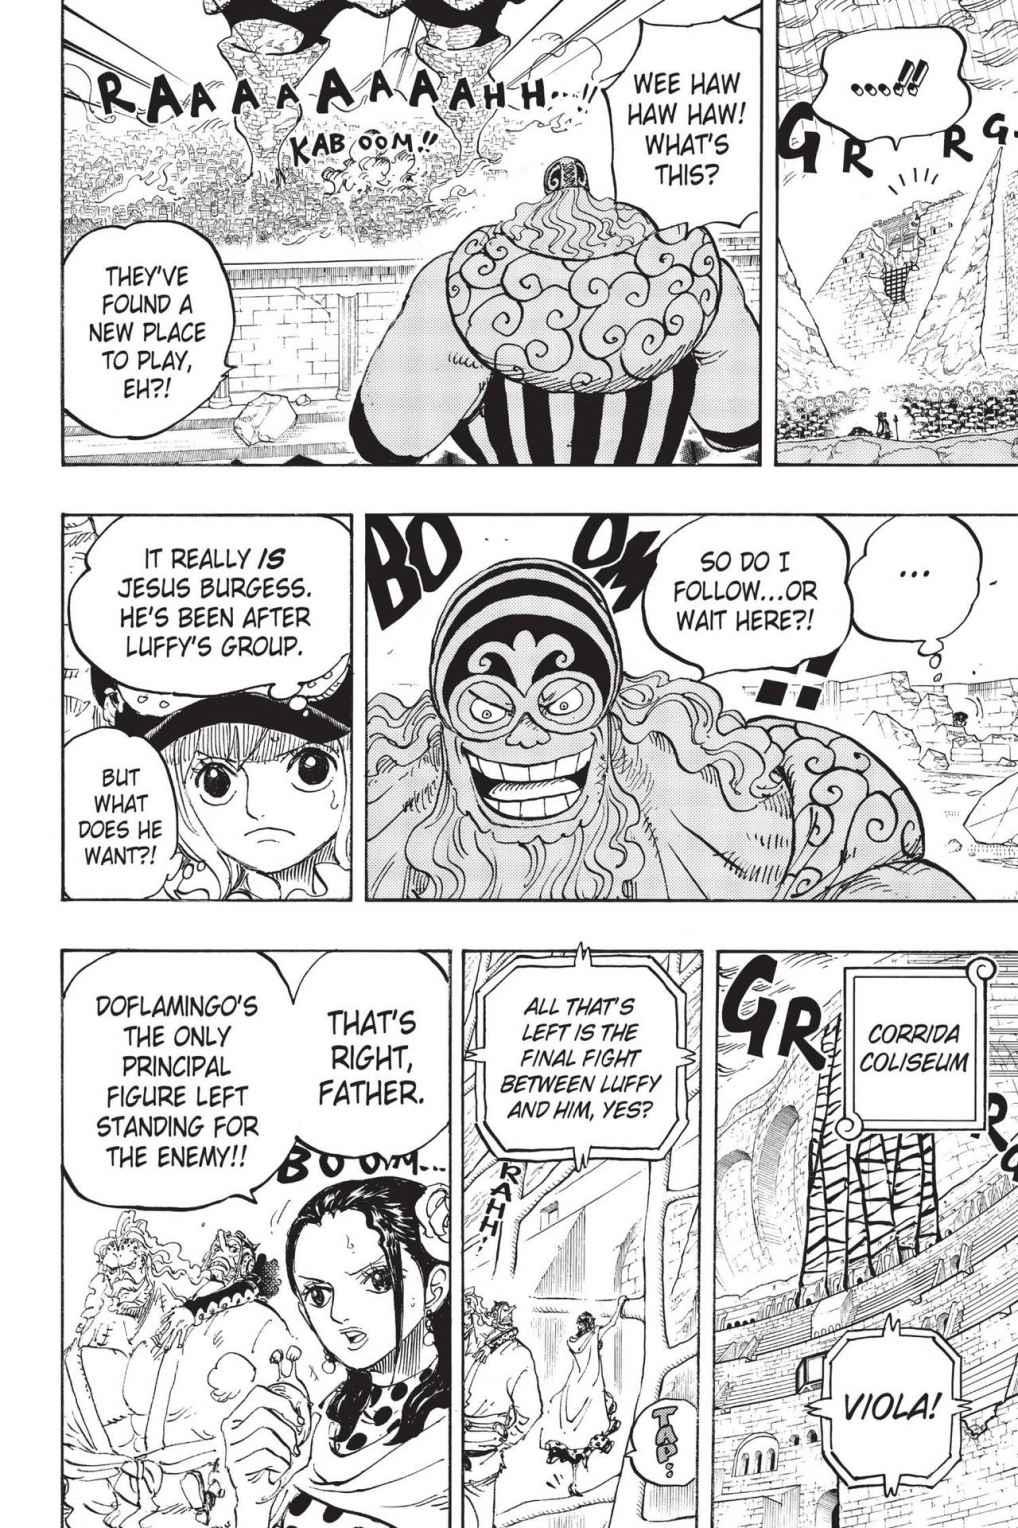 ....!!
GR
RG
WEE HAW
HAW HAW!
WHAT'S
THIS?
RAAAAAAAAHH...!!
KABOOM!!
THEY'VE
FOUND A
NEW PLACE
TO PLAY,
EH?!
...
SO DO I
FOLLOW...OR
WAIT HERE?!
!!
BOOM
IT REALLY IS
JESUS BURGESS.
HE'S BEEN AFTER
LUFFY'S GROUP.
BUT
WHAT
DOES HE
WANT?!
CORRIDA
COLISEUM
GR
VIOLA!
ALL THAT'S
LEFT IS THE
FINAL FIGHT
BETWEEN LUFFY
AND HIM, YES?
RAHH!
TAP.
THAT'S
RIGHT,
FATHER.
DOFLAMINGO'S
THE ONLY
PRINCIPAL
FIGURE LEFT
STANDING FOR
THE ENEMY!!
BOOM...